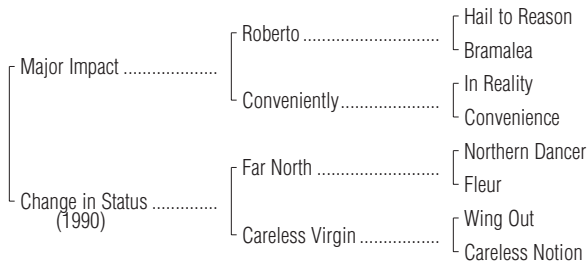 Hail to Reason
Roberto ........................................
Bramalea
Major Impact ...................
In Reality
Conveniently .............................
Convenience
Northern Dancer
Far North ...................................
Fleur
Change in Status ..............
(1990)
Wing Out
Careless Virgin ........................
Careless Notion